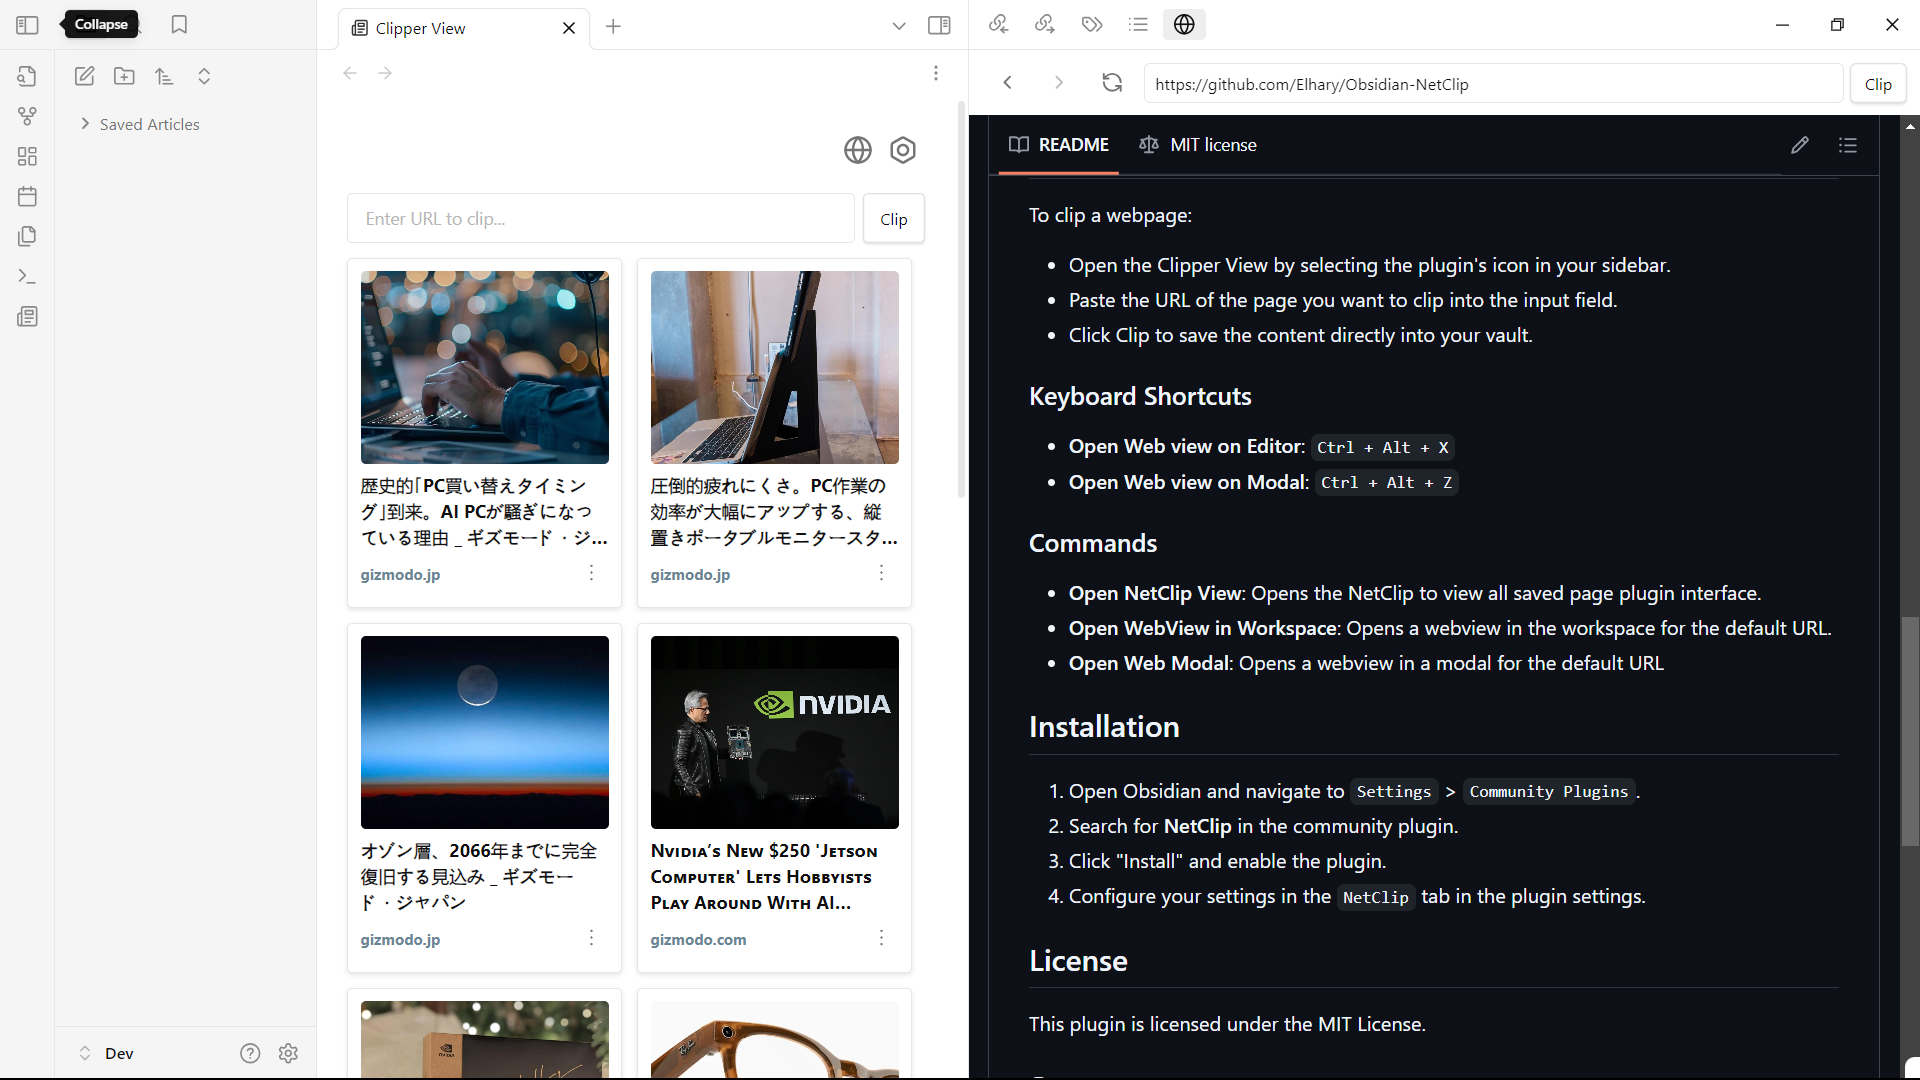 Collapse
Clipper View
Saved Articles
Enter URL to clip...
Clip
歴史的｢PC買い替えタイミン
グ｣到来。AI PCが騒ぎになっ
ている理由 _ ギズモード・ジ...
gizmodo.jp
圧倒的疲れにくさ。PC作業の
効率が大幅にアップする、縦
置きポータブルモニタースタ...
gizmodo.jp
NVIDIA
オゾン層、2066年までに完全
復旧する見込み _ ギズモー
ド・ジャパン
gizmodo.jp
Nvidia’s New $250 'Jetson
Computer' Lets Hobbyists
Play Around With AI...
gizmodo.com
NVIDIA
Ray-Ban
Dev
https://github.com/Elhary/Obsidian-NetClip
Clip
README
MIT license
To clip a webpage:
• Open the Clipper View by selecting the plugin's icon in your sidebar.
• Paste the URL of the page you want to clip into the input field.
• Click Clip to save the content directly into your vault.
Keyboard Shortcuts
• Open Web view on Editor: Ctrl + Alt + X
• Open Web view on Modal: Ctrl + Alt + Z
Commands
• Open NetClip View: Opens the NetClip to view all saved page plugin interface.
• Open WebView in Workspace: Opens a webview in the workspace for the default URL.
• Open Web Modal: Opens a webview in a modal for the default URL
Installation
1. Open Obsidian and navigate to Settings > Community Plugins .
2. Search for NetClip in the community plugin.
3. Click "Install" and enable the plugin.
4. Configure your settings in the NetClip tab in the plugin settings.
License
This plugin is licensed under the MIT License.